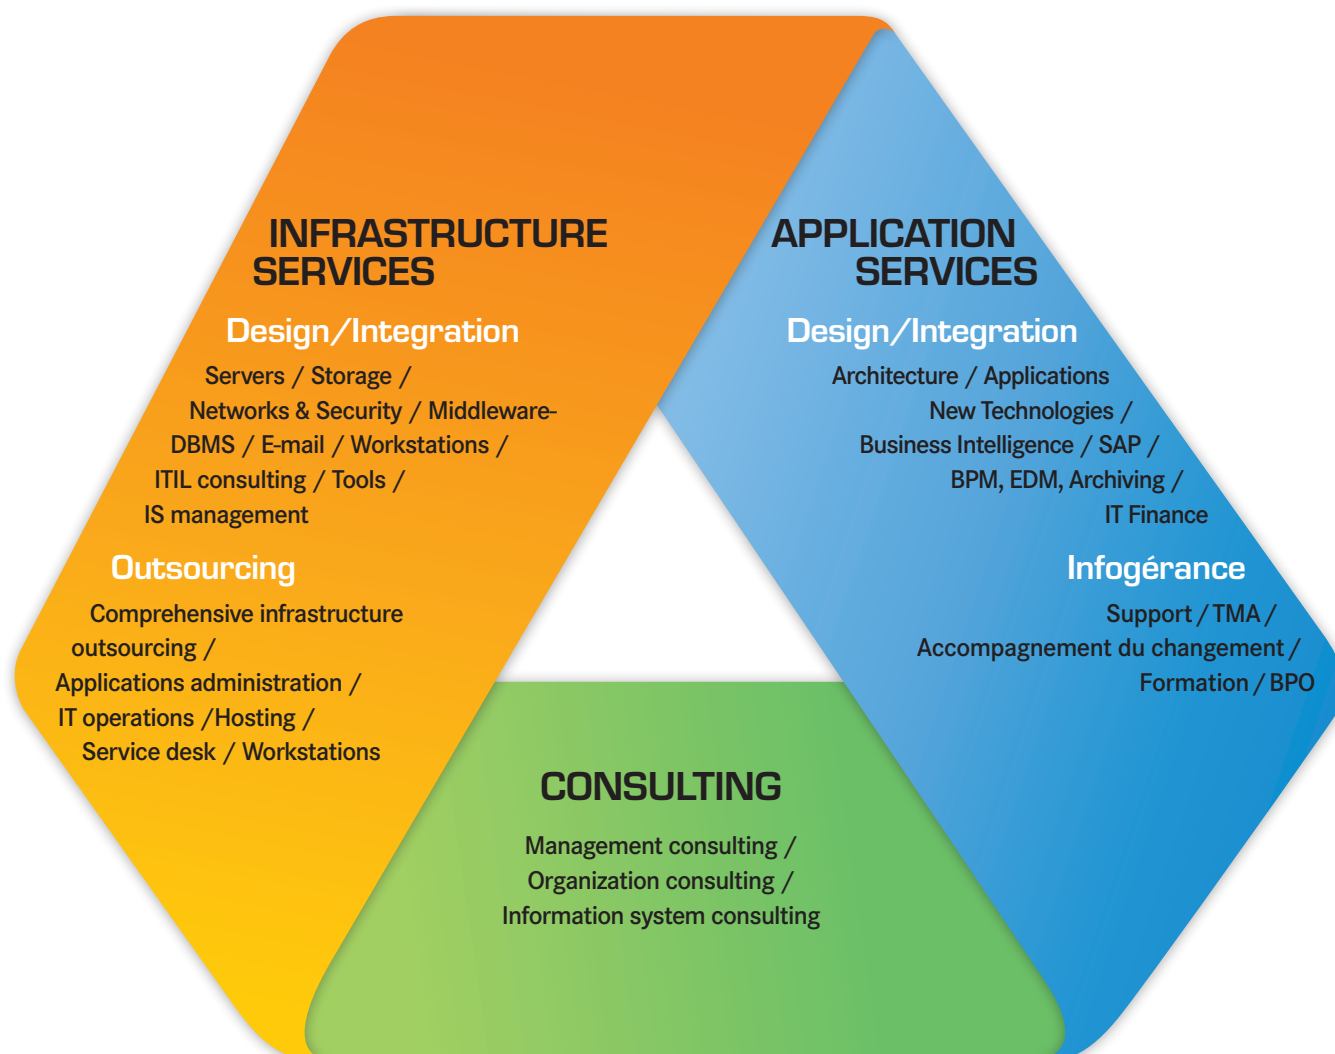 INFRASTRUCTURE
SERVICES
Design/Integration
Servers / Storage /
Networks & Security / Middleware-
DBMS / E-mail / Workstations /
ITIL consulting / Tools /
IS management
Outsourcing
Comprehensive infrastructure
outsourcing /
Applications administration /
IT operations /Hosting /
Service desk / Workstations
APPLICATION
SERVICES
Design/Integration
Architecture / Applications
New Technologies /
Business Intelligence / SAP /
BPM, EDM, Archiving /
IT Finance
Infogérance
Support / TMA /
Accompagnement du changement /
Formation / BPO
CONSULTING
Management consulting /
Organization consulting /
Information system consulting